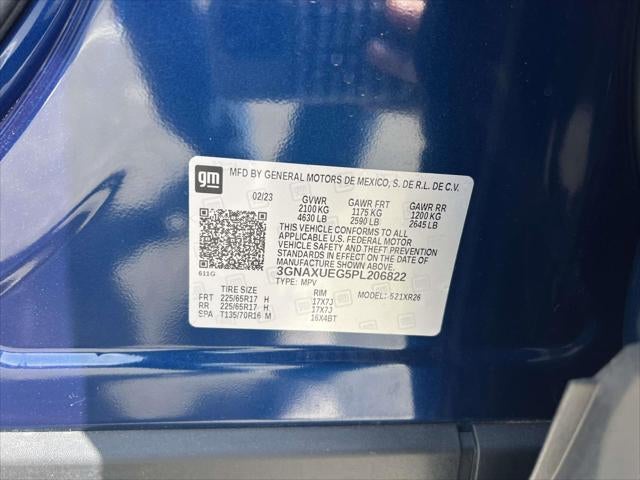 gm
MFD BY GENERAL MOTORS DE MEXICO, S. DE R.L. DE C.V.
02/23 GVWR GAWR FRT GAWR RR
2100 KG 1175 KG 1200 KG
4630 LB 2590 LB 2645 LB
THIS VEHICLE CONFORMS TO ALL
APPLICABLE U.S. FEDERAL MOTOR
VEHICLE SAFETY AND THEFT PREVENTION
STANDARDS IN EFFECT ON THE DATE OF
MANUFACTURE SHOWN ABOVE.
3GNAXUEG5PL206822
611G
TYPE: MPV
TIRE SIZE RIM MODEL: 521XR26
FRT 225/65R17 H 17X7J
RR 225/65R17 H 17X7J
SPA T135/70R16 M 16X4BT